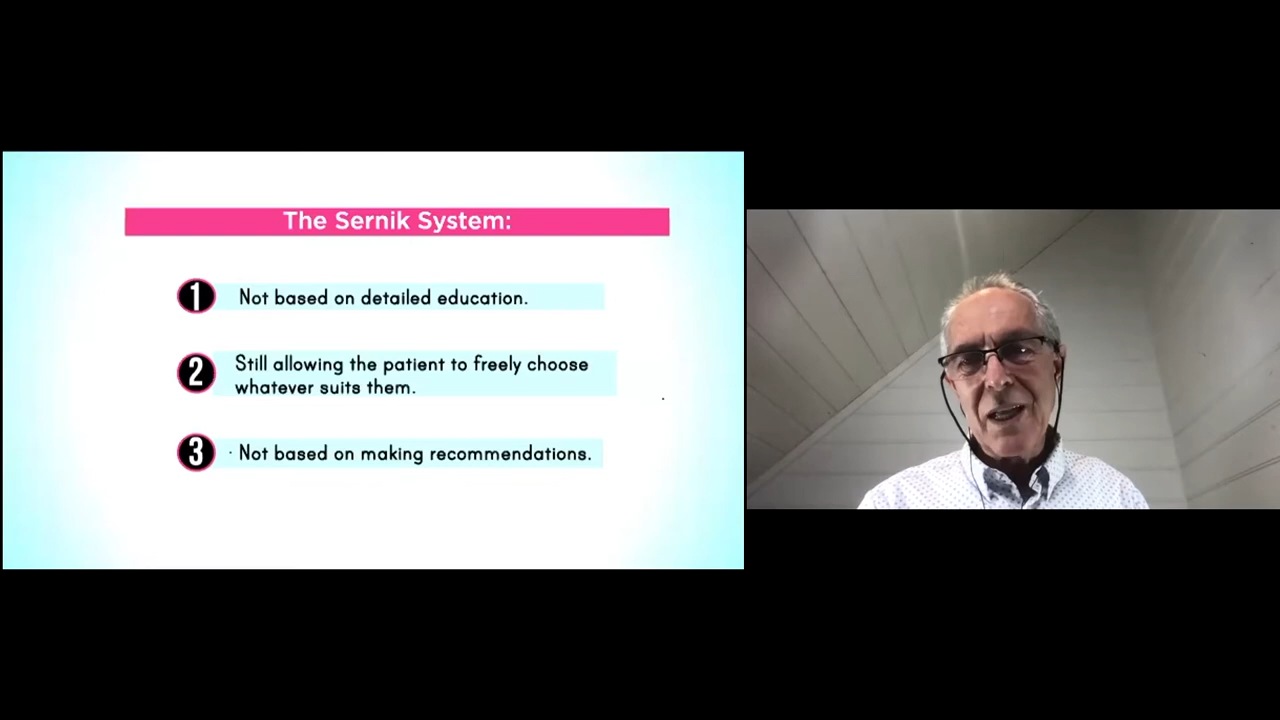 The Sernik System:
1 Not based on detailed education.
2 Still allowing the patient to freely choose
whatever suits them.
3 · Not based on making recommendations.